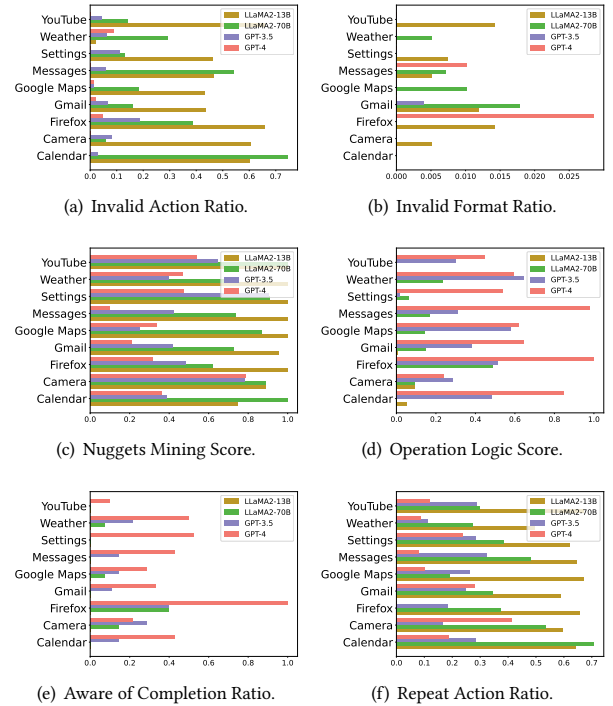 YouTube
Weather
Settings
Messages
Google Maps
Gmail
Firefox
Camera
Calendar
0.0 0.1 0.2 0.3 0.4 0.5 0.6 0.7
LLaMA2-13B
LLaMA2-70B
GPT-3.5
GPT-4
(a) Invalid Action Ratio.
YouTube
Weather
Settings
Messages
Google Maps
Gmail
Firefox
Camera
Calendar
0.000 0.005 0.010 0.015 0.020 0.025
LLaMA2-13B
LLaMA2-70B
GPT-3.5
GPT-4
(b) Invalid Format Ratio.
YouTube
Weather
Settings
Messages
Google Maps
Gmail
Firefox
Camera
Calendar
0.0 0.2 0.4 0.6 0.8 1.0
LLaMA2-13B
LLaMA2-70B
GPT-3.5
GPT-4
(c) Nuggets Mining Score.
YouTube
Weather
Settings
Messages
Google Maps
Gmail
Firefox
Camera
Calendar
0.0 0.2 0.4 0.6 0.8 1.0
LLaMA2-13B
LLaMA2-70B
GPT-3.5
GPT-4
(d) Operation Logic Score.
YouTube
Weather
Settings
Messages
Google Maps
Gmail
Firefox
Camera
Calendar
0.0 0.2 0.4 0.6 0.8 1.0
LLaMA2-13B
LLaMA2-70B
GPT-3.5
GPT-4
(e) Aware of Completion Ratio.
YouTube
Weather
Settings
Messages
Google Maps
Gmail
Firefox
Camera
Calendar
0.0 0.1 0.2 0.3 0.4 0.5 0.6 0.7
LLaMA2-13B
LLaMA2-70B
GPT-3.5
GPT-4
(f) Repeat Action Ratio.